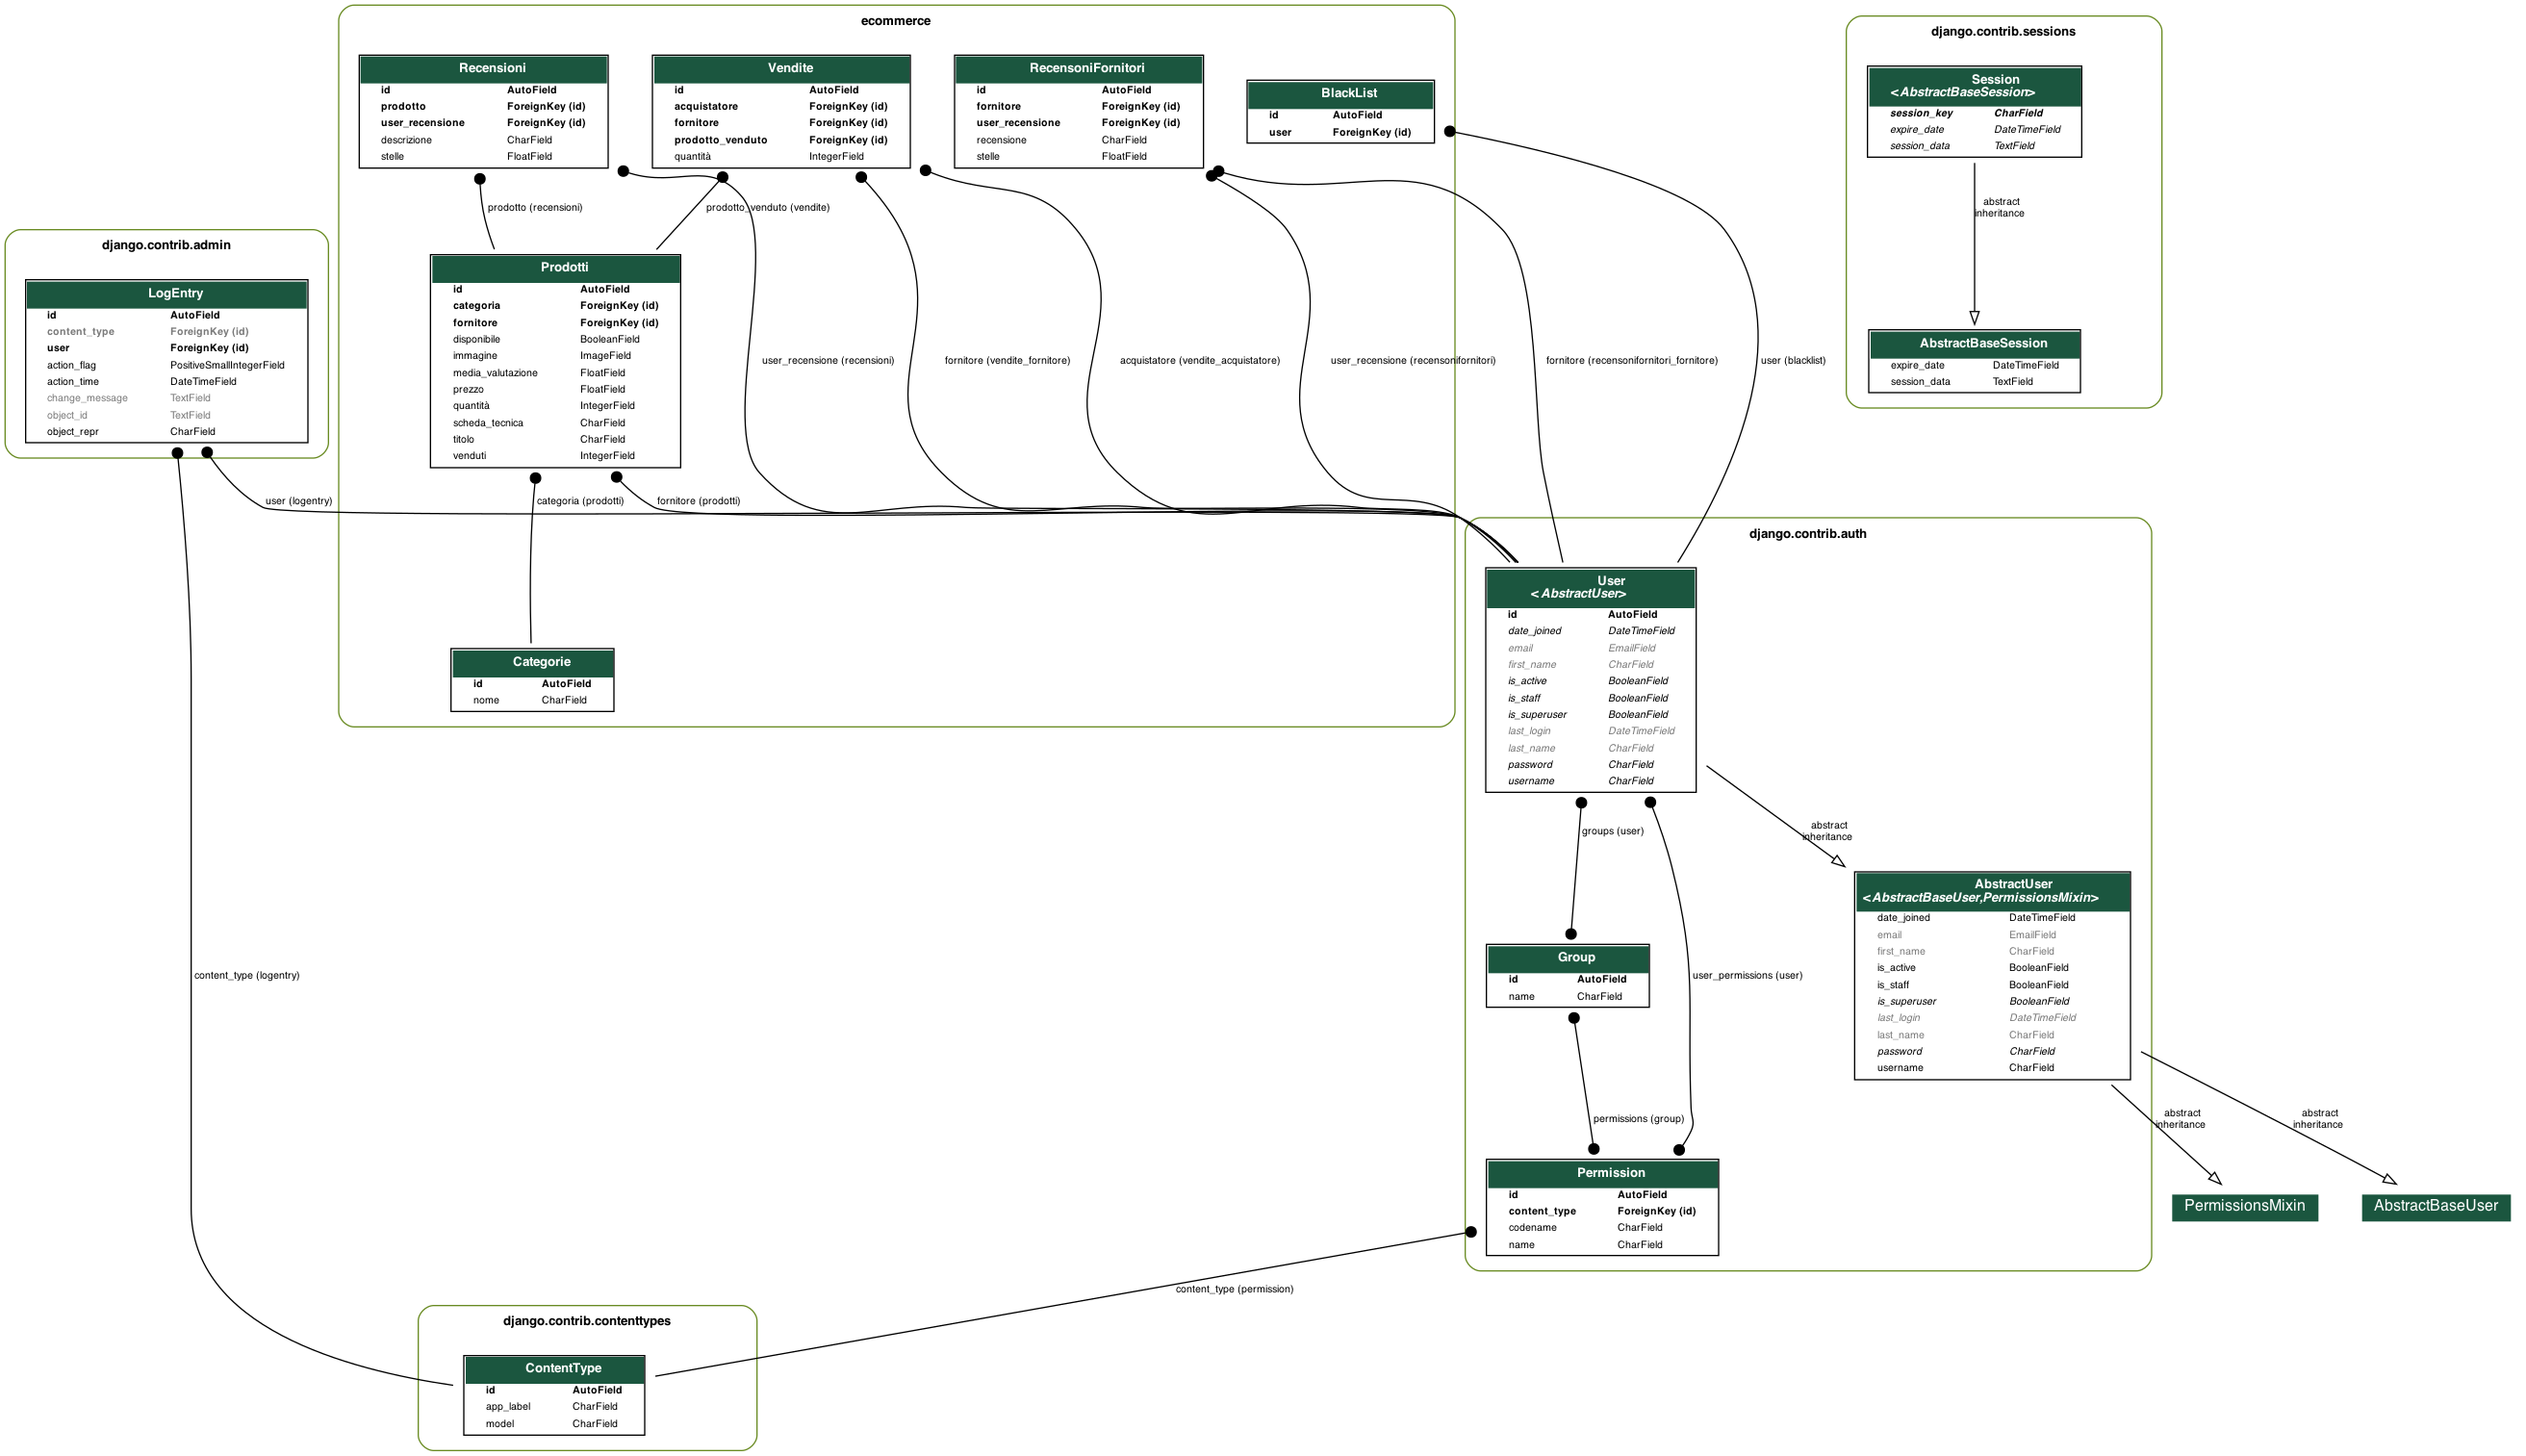 ecommerce
Recensioni
id AutoField
prodotto ForeignKey (id)
user_recensione ForeignKey (id)
descrizione CharField
stelle FloatField
Vendite
id AutoField
acquistatore ForeignKey (id)
fornitore ForeignKey (id)
prodotto_venduto ForeignKey (id)
quantità IntegerField
RecensoniFornitori
id AutoField
fornitore ForeignKey (id)
user_recensione ForeignKey (id)
recensione CharField
stelle FloatField
BlackList
id AutoField
user ForeignKey (id)
django.contrib.sessions
Session
<AbstractBaseSession>
session_key CharField
expire_date DateTimeField
session_data TextField
abstract
inheritance
AbstractBaseSession
expire_date DateTimeField
session_data TextField
prodotto (recensioni)
prodotto_venduto (vendite)
django.contrib.admin
LogEntry
id AutoField
content_type ForeignKey (id)
user ForeignKey (id)
action_flag PositiveSmallIntegerField
action_time DateTimeField
change_message TextField
object_id TextField
object_repr CharField
Prodotti
id AutoField
categoria ForeignKey (id)
fornitore ForeignKey (id)
disponibile BooleanField
immagine ImageField
media_valutazione FloatField
prezzo FloatField
quantità IntegerField
scheda_tecnica CharField
titolo CharField
venduti IntegerField
user_recensione (recensioni)
fornitore (vendite_fornitore)
acquistatore (vendite_acquistatore)
user_recensione (recensonifornitori)
fornitore (recensonifornitori_fornitore)
user (blacklist)
user (logentry)
categoria (prodotti)
fornitore (prodotti)
Categorie
id AutoField
nome CharField
django.contrib.auth
User
<AbstractUser>
id AutoField
date_joined DateTimeField
email EmailField
first_name CharField
is_active BooleanField
is_staff BooleanField
is_superuser BooleanField
last_login DateTimeField
last_name CharField
password CharField
username CharField
groups (user)
abstract
inheritance
AbstractUser
<AbstractBaseUser,PermissionsMixin>
date_joined DateTimeField
email EmailField
first_name CharField
is_active BooleanField
is_staff BooleanField
is_superuser BooleanField
last_login DateTimeField
last_name CharField
password CharField
username CharField
Group
id AutoField
name CharField
content_type (logentry)
user_permissions (user)
permissions (group)
abstract
inheritance
abstract
inheritance
Permission
id AutoField
content_type ForeignKey (id)
codename CharField
name CharField
PermissionsMixin
AbstractBaseUser
content_type (permission)
django.contrib.contenttypes
ContentType
id AutoField
app_label CharField
model CharField